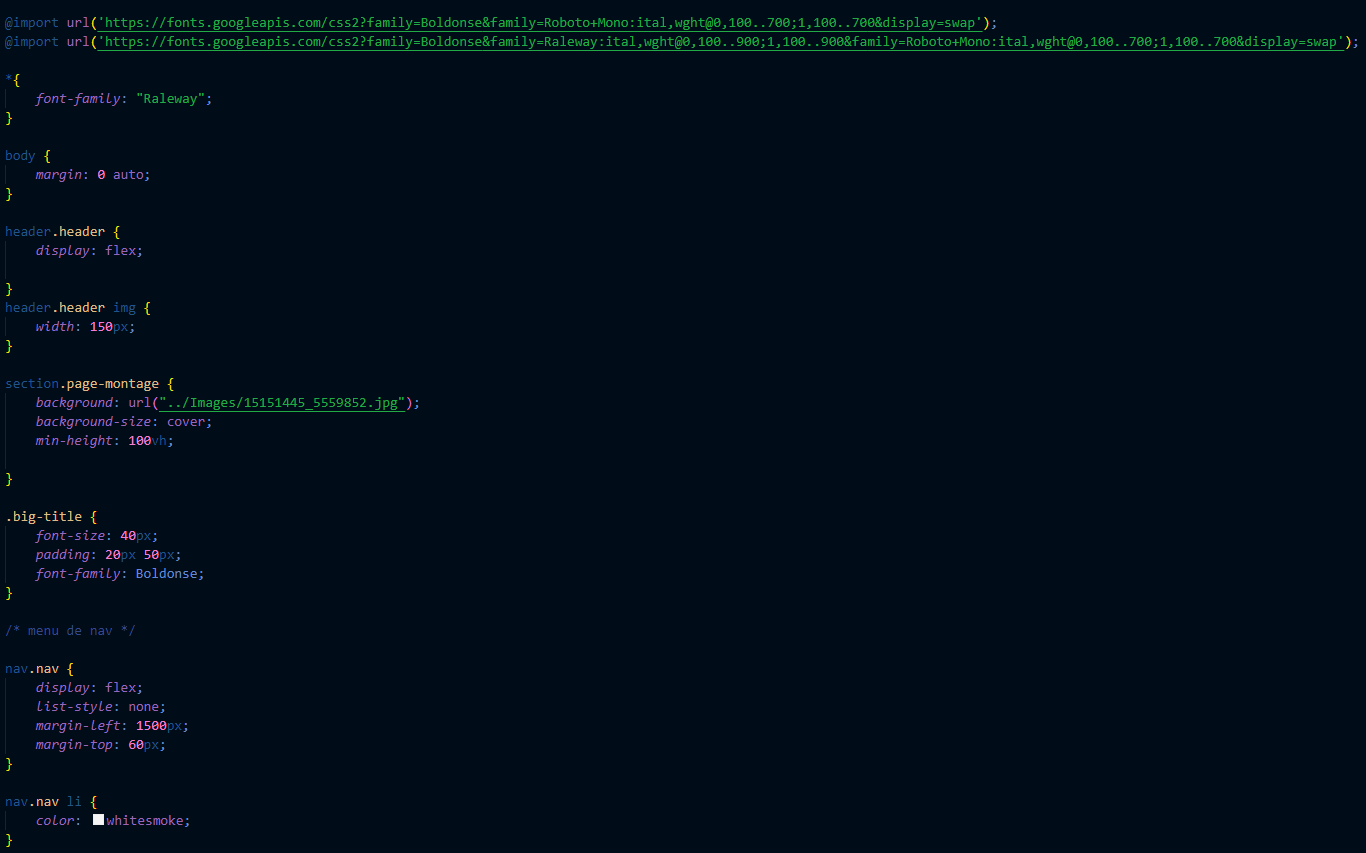 @import url('https://fonts.googleapis.com/css2?family=Boldonse&family=Roboto+Mono:ital,wght@0,100..700;1,100..700&display=swap');
@import url('https://fonts.googleapis.com/css2?family=Boldonse&family=Raleway:ital,wght@0,100..900;1,100..900&family=Roboto+Mono:ital,wght@0,100..700;1,100..700&display=swap');
*{
    font-family: "Raleway";
}
body {
    margin: 0 auto;
}
header.header {
    display: flex;
}
header.header img {
    width: 150px;
}
section.page-montage {
    background: url("../Images/15151445_5559852.jpg");
    background-size: cover;
    min-height: 100vh;
}
.big-title {
    font-size: 40px;
    padding: 20px 50px;
    font-family: Boldonse;
}
/* menu de nav */
nav.nav {
    display: flex;
    list-style: none;
    margin-left: 1500px;
    margin-top: 60px;
}
nav.nav li {
    color: whitesmoke;
}